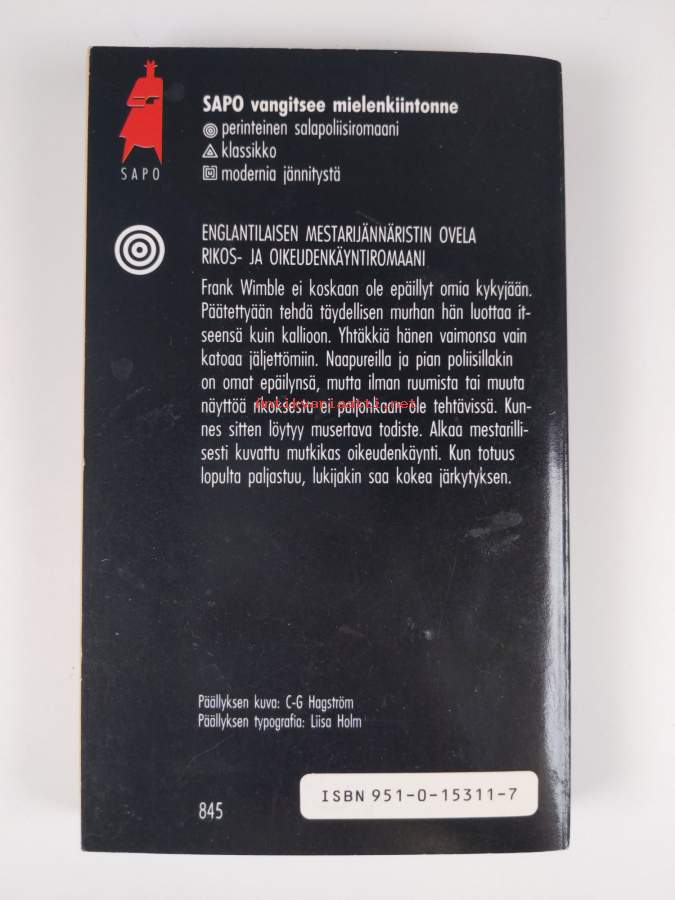 SAPO vangitsee mielenkiintonne
perinteinen salapoliisiromaani
klassikko
modernia jännitystä
SAPO
ENGLANTILAISEN MESTARIJÄNNÄRISTIN OVELA
RIKOS- JA OIKEUDENKÄYNTIROMAANI
Frank Wimble ei koskaan ole epäillyt omia kykyjään.
Päätettyään tehdä täydellisen murhan hän luottaa it-
seensä kuin kallioon. Yhtäkkiä hänen vaimonsa vain
katoaa jäljettömiin. Naapureilla ja pian poliisillakin
on omat epäilynsä, mutta ilman ruumista tai muuta
näyttöä rikoksesta ei paljonkaan ole tehtävissä. Kun-
antikvariaatti.net
nes sitten löytyy musertava todiste. Alkaa mestarilli-
sesti kuvattu mutkikas oikeudenkäynti. Kun totuus
lopulta paljastuu, lukijakin saa kokea järkytyksen.
Päällyksen kuva: C-G Hagström
Päällyksen typografia: Liisa Holm
845
ISBN 951-0-15311-7